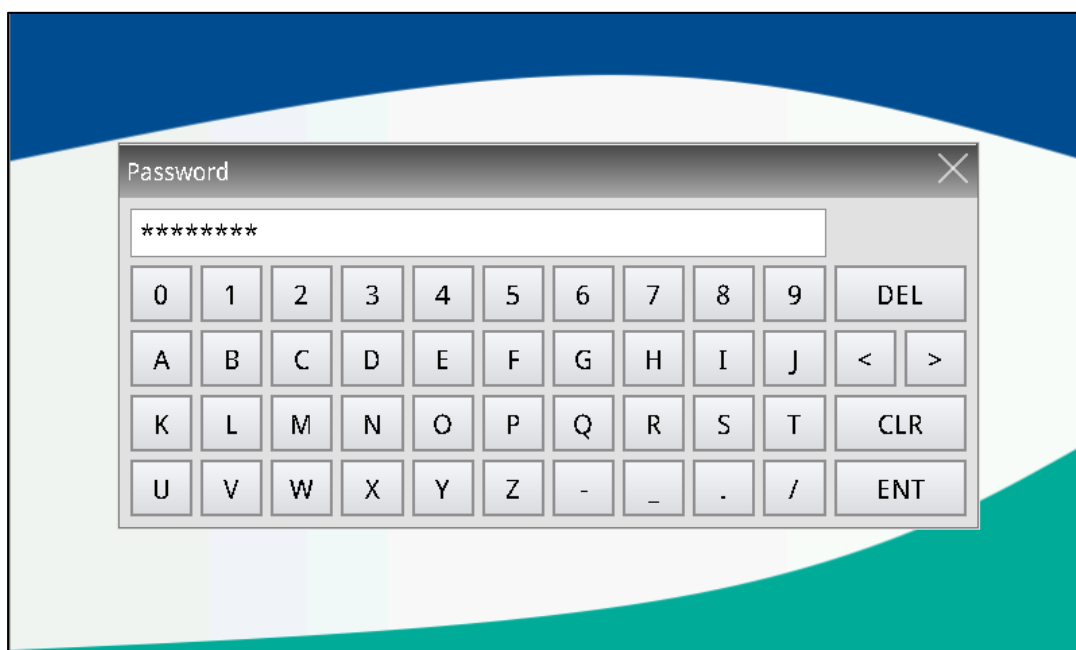 Password
********
0 1 2 3 4 5 6 7 8 9 DEL
A B C D E F G H I J < >
K L M N O P Q R S T CLR
U V W X Y Z - _ . / ENT